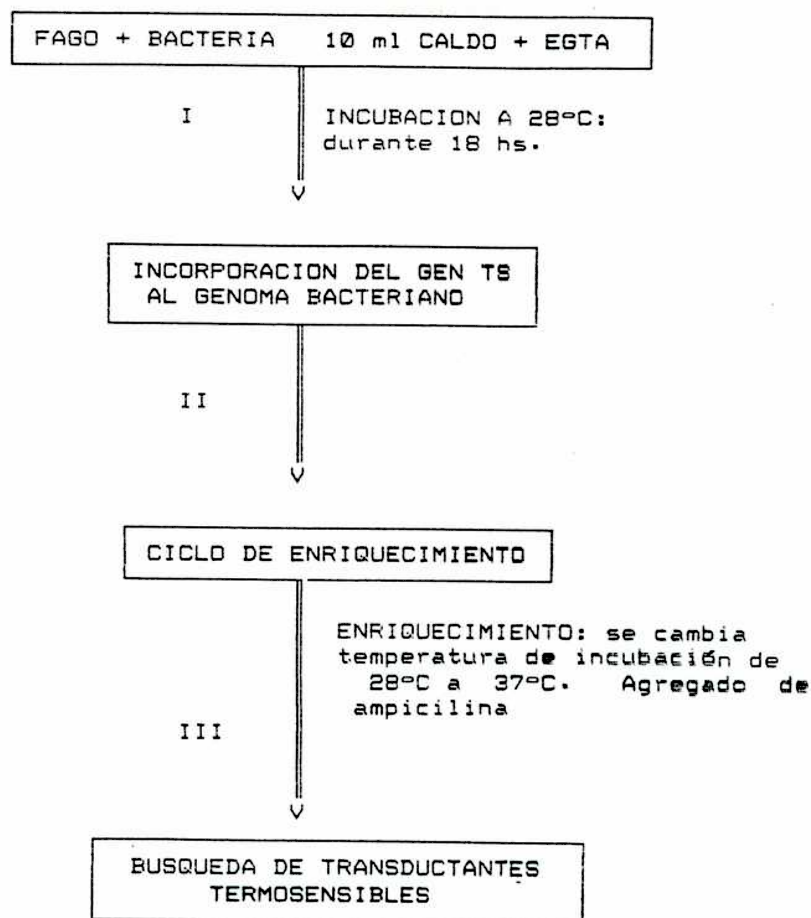 FAGO + BACTERIA 10 ml CALDO + EGTA
I
INCUBACION A 28ºC:
durante 18 hs.
INCORPORACION DEL GEN TS
AL GENOMA BACTERIANO
II
CICLO DE ENRIQUECIMIENTO
ENRIQUECIMIENTO: se cambia
temperatura de incubación de
28ºC a 37ºC. Agregado de
ampicilina
III
BUSQUEDA DE TRANSDUCTANTES
TERMOSENSIBLES